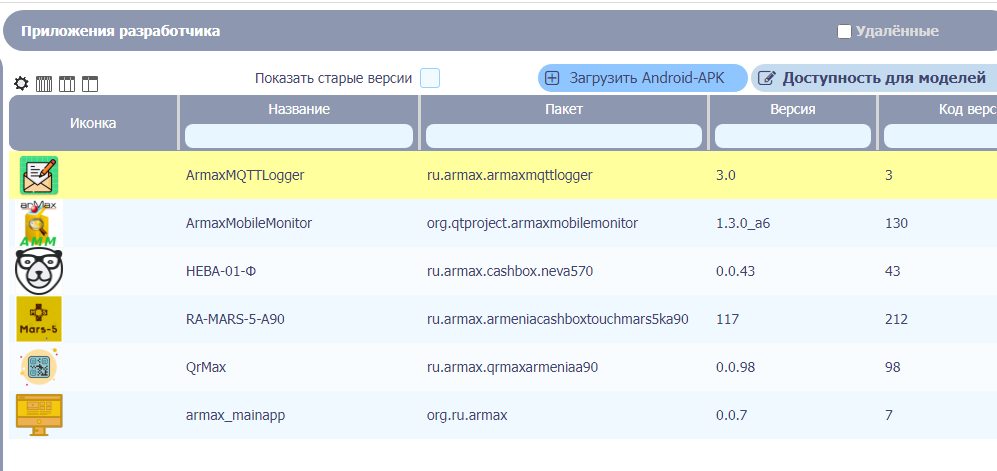 Приложения разработчика Удалённые
Показать старые версии Загрузить Android-APK Доступность для моделей
Иконка Название Пакет Версия Код верс
ArmaxMQTTLogger ru.armax.armaxmqttlogger 3.0 3
arMax
AMM
ArmaxMobileMonitor org.qtproject.armaxmobilemonitor 1.3.0_a6 130
НЕВА-01-Ф ru.armax.cashbox.neva570 0.0.43 43
Mars-5
RA-MARS-5-A90 ru.armax.armeniacashboxtouchmars5ka90 117 212
QrMax ru.armax.qrmaxarmeniaa90 0.0.98 98
armax_mainapp org.ru.armax 0.0.7 7